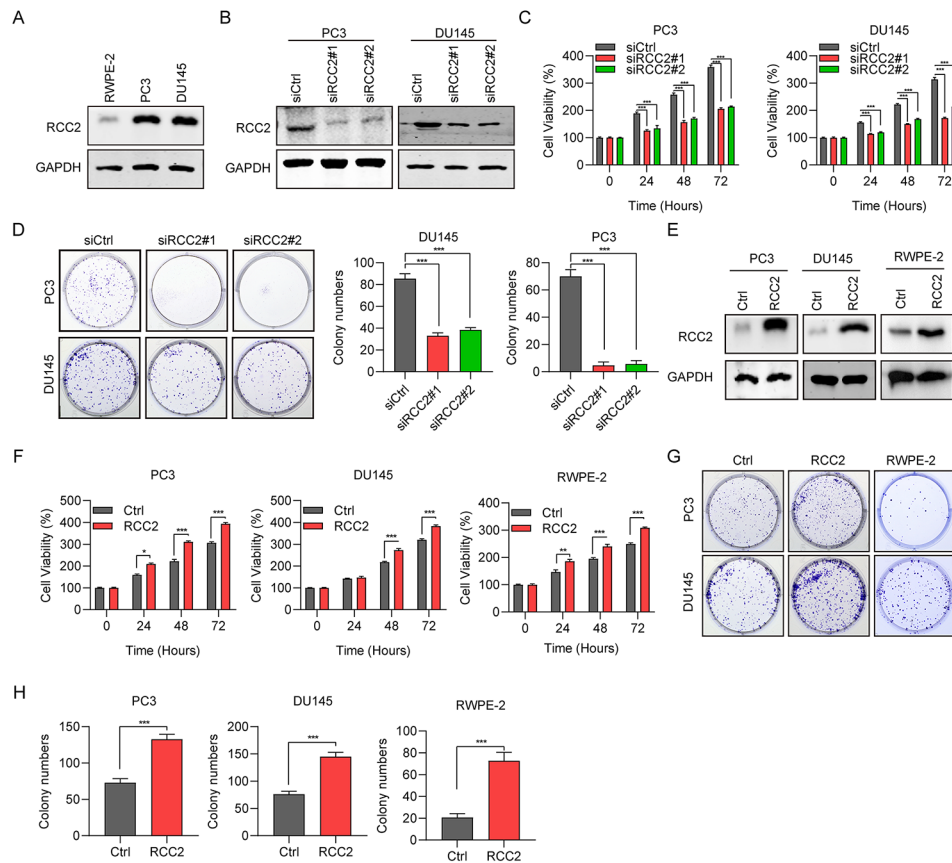 A
RWPE-2
PC3
DU145
RCC2
GAPDH
B
PC3
DU145
siCtrl
siRCC2#1
siRCC2#2
siCtrl
siRCC2#1
siRCC2#2
RCC2
GAPDH
C
PC3
siCtrl
siRCC2#1
siRCC2#2
Cell Viability (%)
400
300
200
100
0
*** *** *** *** *** ***
0 24 48 72
Time (Hours)
DU145
siCtrl
siRCC2#1
siRCC2#2
Cell Viability (%)
400
300
200
100
0
*** *** *** *** *** ***
0 24 48 72
Time (Hours)
D
siCtrl siRCC2#1 siRCC2#2
PC3
DU145
DU145
Colony numbers
100
80
60
40
20
0
***
***
siCtrl
siRCC2#1
siRCC2#2
PC3
Colony numbers
80
60
40
20
0
***
***
siCtrl
siRCC2#1
siRCC2#2
E
PC3 DU145 RWPE-2
Ctrl
RCC2
Ctrl
RCC2
Ctrl
RCC2
RCC2
GAPDH
F
PC3
Ctrl
RCC2
Cell Viability (%)
500
400
300
200
100
0
* *** ***
0 24 48 72
Time (Hours)
DU145
Ctrl
RCC2
Cell Viability (%)
500
400
300
200
100
0
*** ***
0 24 48 72
Time (Hours)
RWPE-2
Ctrl
RCC2
Cell Viability (%)
400
300
200
100
0
** *** ***
0 24 48 72
Time (Hours)
G
Ctrl RCC2 RWPE-2
PC3
DU145
H
PC3
Colony numbers
150
100
50
0
***
Ctrl RCC2
DU145
Colony numbers
200
150
100
50
0
***
Ctrl RCC2
RWPE-2
Colony numbers
100
80
60
40
20
0
***
Ctrl RCC2